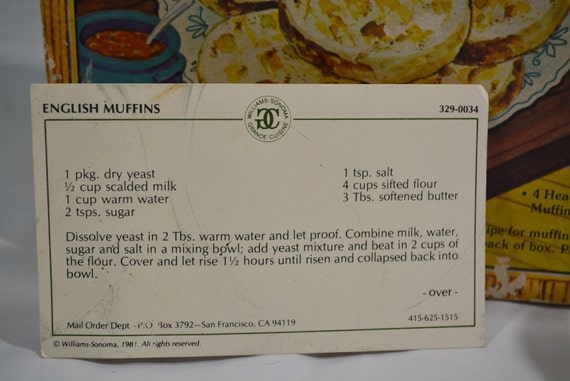 ENGLISH MUFFINS
WILLIAMS-SONOMA
GRANDE CUISINE
329-0034
1 pkg. dry yeast
½ cup scalded milk
1 cup warm water
2 tsps. sugar
1 tsp. salt
4 cups sifted flour
3 Tbs. softened butter
Dissolve yeast in 2 Tbs. warm water and let proof. Combine milk, water,
sugar and salt in a mixing bowl; add yeast mixture and beat in 2 cups of
the flour. Cover and let rise 1½ hours until risen and collapsed back into
bowl.
- over -
Mail Order Dept - P.O. Box 3792—San Francisco, CA 94119
415-625-1515
© Williams-Sonoma, 1981. All rights reserved.
• 4 Hea
Muffin
ipe for muffin
back of box. P